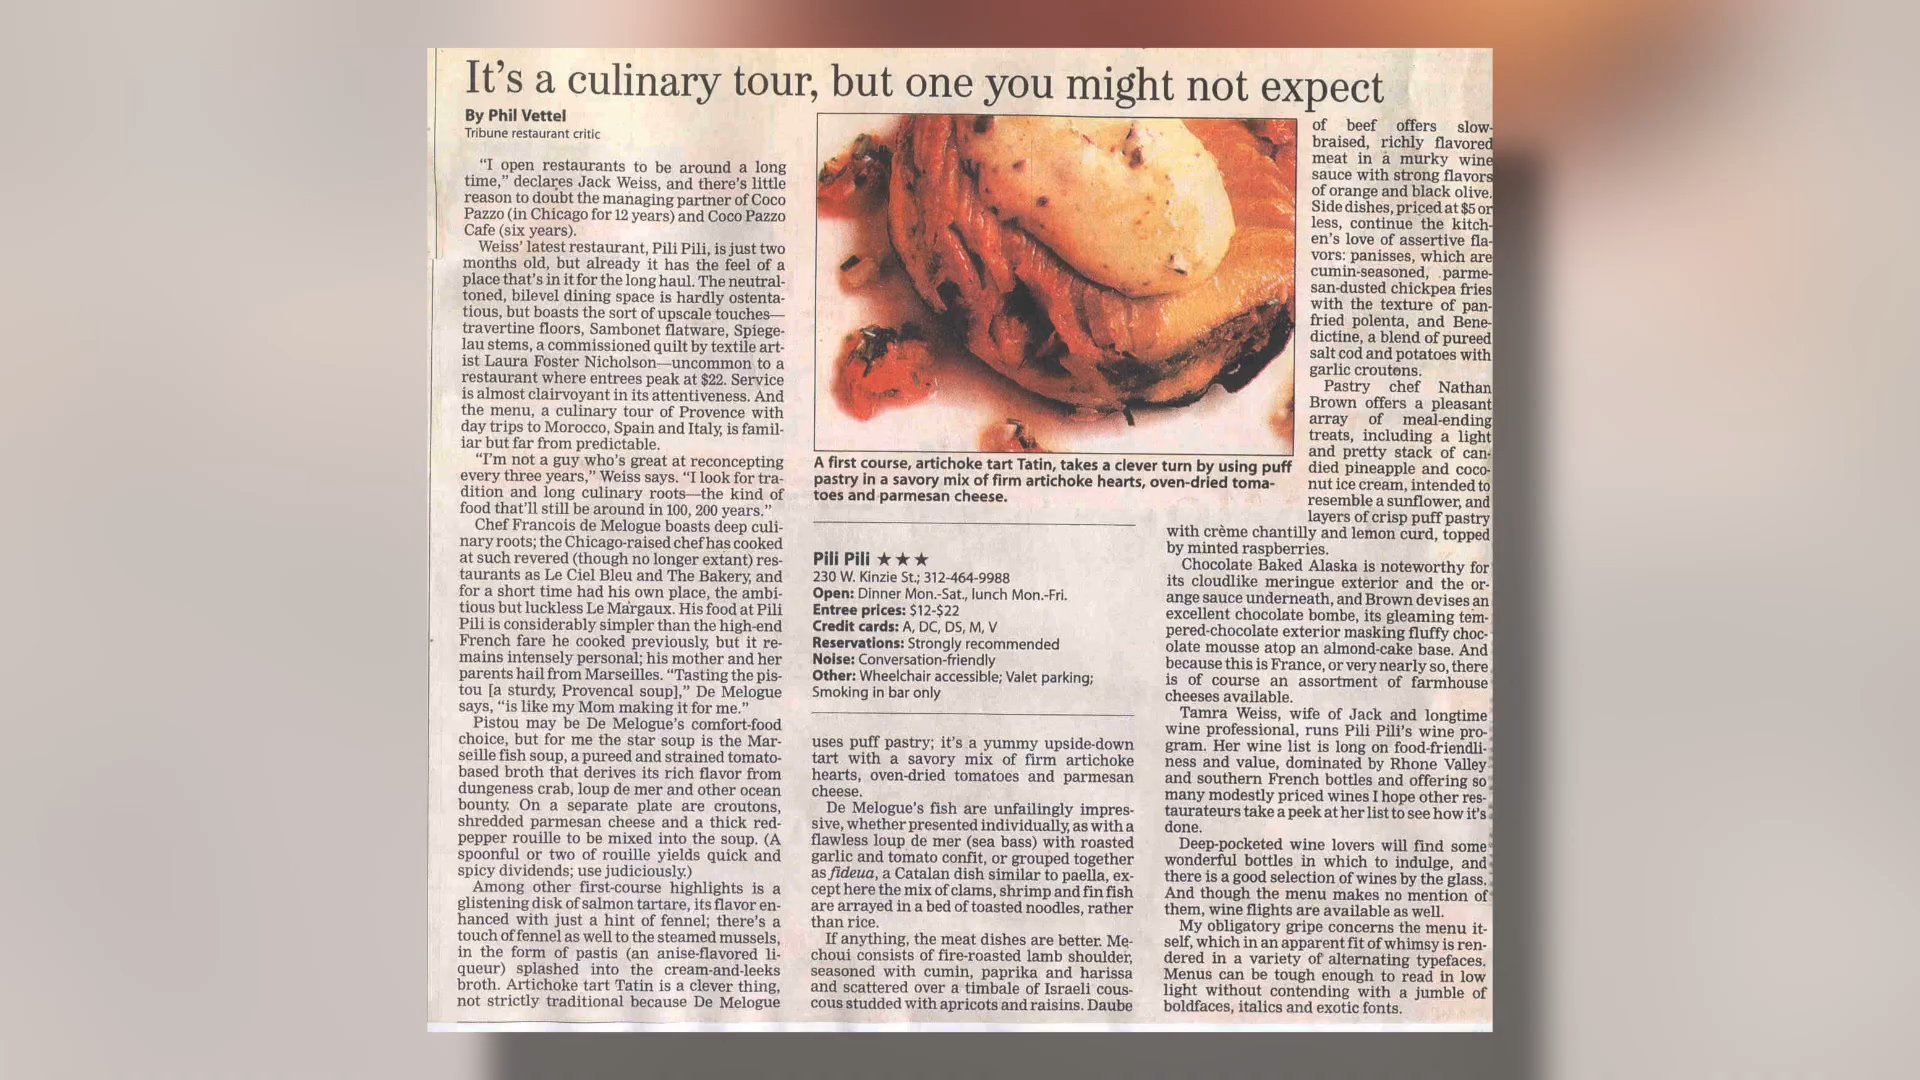 It's a culinary tour, but one you might not expect
By Phil Vettel
Tribune restaurant critic
“I open restaurants to be around a long
time,” declares Jack Weiss, and there's little
reason to doubt the managing partner of Coco
Pazzo (in Chicago for 12 years) and Coco Pazzo
Cafe (six years).
Weiss' latest restaurant, Pili Pili, is just two
months old, but already it has the feel of a
place that's in it for the long haul. The neutral-
toned, bilevel dining space is hardly ostenta-
tious, but boasts the sort of upscale touches—
travertine floors, Sambonet flatware, Spiege-
lau stems, a commissioned quilt by textile art-
ist Laura Foster Nicholson—uncommon to a
restaurant where entrees peak at $22. Service
is almost clairvoyant in its attentiveness. And
the menu, a culinary tour of Provence with
day trips to Morocco, Spain and Italy, is famil-
iar but far from predictable.
“I'm not a guy who's great at reconcepting
every three years,” Weiss says. “I look for tra-
dition and long culinary roots—the kind of
food that'll still be around in 100, 200 years.”
Chef Francois de Melogue boasts deep culi-
nary roots; the Chicago-raised chef has cooked
at such revered (though no longer extant) res-
taurants as Le Ciel Bleu and The Bakery, and
for a short time had his own place, the ambi-
tious but luckless Le Margaux. His food at Pili
Pili is considerably simpler than the high-end
French fare he cooked previously, but it re-
mains intensely personal; his mother and her
parents hail from Marseilles. “Tasting the pis-
tou [a sturdy, Provencal soup],” De Melogue
says, “is like my Mom making it for me.”
Pistou may be De Melogue's comfort-food
choice, but for me the star soup is the Mar-
seille fish soup, a pureed and strained tomato-
based broth that derives its rich flavor from
dungeness crab, loup de mer and other ocean
bounty. On a separate plate are croutons,
shredded parmesan cheese and a thick red-
pepper rouille to be mixed into the soup. (A
spoonful or two of rouille yields quick and
spicy dividends; use judiciously.)
Among other first-course highlights is a
glistening disk of salmon tartare, its flavor en-
hanced with just a hint of fennel; there's a
touch of fennel as well to the steamed mussels,
in the form of pastis (an anise-flavored li-
queur) splashed into the cream-and-leeks
broth. Artichoke tart Tatin is a clever thing,
not strictly traditional because De Melogue
A first course, artichoke tart Tatin, takes a clever turn by using puff
pastry in a savory mix of firm artichoke hearts, oven-dried toma-
toes and parmesan cheese.
Pili Pili ★★★
230 W. Kinzie St.; 312-464-9988
Open: Dinner Mon.-Sat., lunch Mon.-Fri.
Entree prices: $12-$22
Credit cards: A, DC, DS, M, V
Reservations: Strongly recommended
Noise: Conversation-friendly
Other: Wheelchair accessible; Valet parking;
Smoking in bar only
uses puff pastry; it's a yummy upside-down
tart with a savory mix of firm artichoke
hearts, oven-dried tomatoes and parmesan
cheese.
De Melogue's fish are unfailingly impres-
sive, whether presented individually, as with a
flawless loup de mer (sea bass) with roasted
garlic and tomato confit, or grouped together
as fideua, a Catalan dish similar to paella, ex-
cept here the mix of clams, shrimp and fin fish
are arrayed in a bed of toasted noodles, rather
than rice.
If anything, the meat dishes are better. Me-
choui consists of fire-roasted lamb shoulder,
seasoned with cumin, paprika and harissa
and scattered over a timbale of Israeli cous-
cous studded with apricots and raisins. Daube
of beef offers slow-
braised, richly flavored
meat in a murky wine
sauce with strong flavors
of orange and black olive.
Side dishes, priced at $5 or
less, continue the kitch-
en's love of assertive fla-
vors: panisses, which are
cumin-seasoned, parme-
san-dusted chickpea fries
with the texture of pan-
fried polenta, and Bene-
dictine, a blend of pureed
salt cod and potatoes with
garlic croutons.
Pastry chef Nathan
Brown offers a pleasant
array of meal-ending
treats, including a light
and pretty stack of can-
died pineapple and coco-
nut ice cream, intended to
resemble a sunflower, and
layers of crisp puff pastry
with crème chantilly and lemon curd, topped
by minted raspberries.
Chocolate Baked Alaska is noteworthy for
its cloudlike meringue exterior and the or-
ange sauce underneath, and Brown devises an
excellent chocolate bombe, its gleaming tem-
pered-chocolate exterior masking fluffy choc-
olate mousse atop an almond-cake base. And
because this is France, or very nearly so, there
is of course an assortment of farmhouse
cheeses available.
Tamra Weiss, wife of Jack and longtime
wine professional, runs Pili Pili's wine pro-
gram. Her wine list is long on food-friendli-
ness and value, dominated by Rhone Valley
and southern French bottles and offering so
many modestly priced wines I hope other res-
taurateurs take a peek at her list to see how it's
done.
Deep-pocketed wine lovers will find some
wonderful bottles in which to indulge, and
there is a good selection of wines by the glass.
And though the menu makes no mention of
them, wine flights are available as well.
My obligatory gripe concerns the menu it-
self, which in an apparent fit of whimsy is ren-
dered in a variety of alternating typefaces.
Menus can be tough enough to read in low
light without contending with a jumble of
boldfaces, italics and exotic fonts.